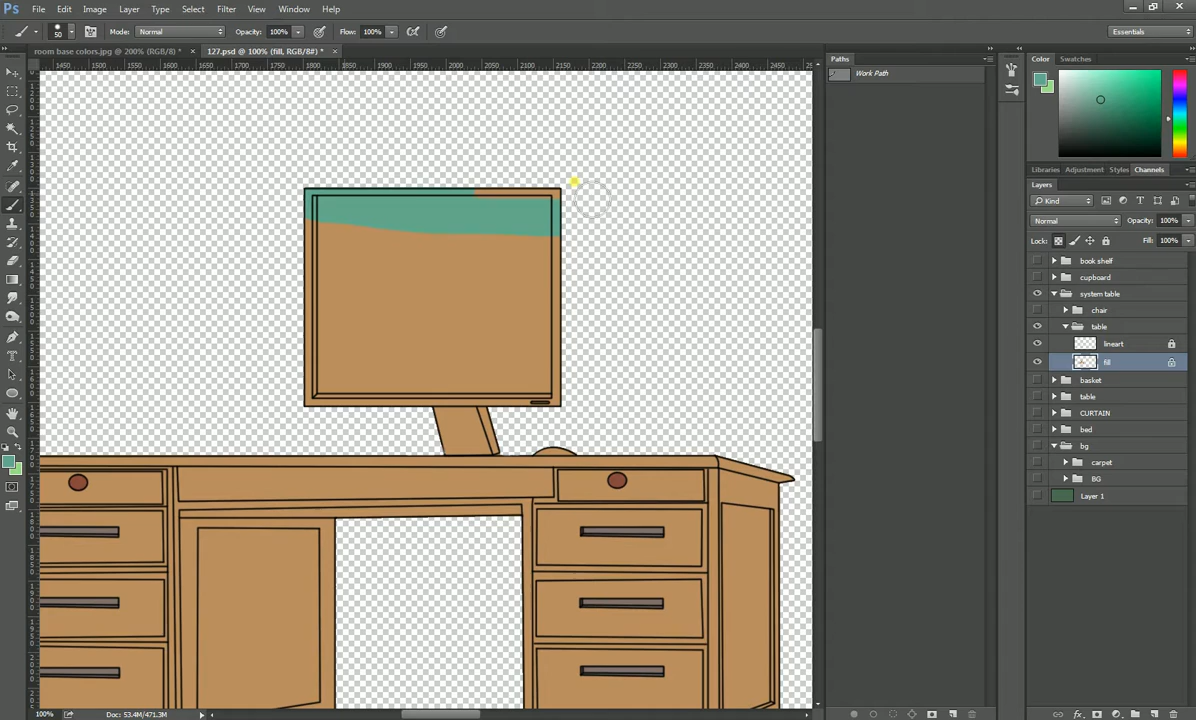 Ps File Edit Image Layer Type Select Filter View Window Help
50 Mode: Normal Opacity: 100% Flow: 100% Essentials
room base colors.jpg @ 200% (RGB/8) * × 127.psd @ 100% (fill, RGB/8#) * ×
1450 1500 1550 1600 1650 1700 1750 1800 1850 1900 1950 2000 2050 2100 2150 2200 2250 2300 2350 2400 2450
Paths
Work Path
Color Swatches
Libraries Adjustment Styles Channels
Layers
Kind
Normal Opacity: 100%
Lock: Fill: 100%
book shelf
cupboard
system table
chair
table
lineart
fill
basket
table
CURTAIN
bed
bg
carpet
BG
Layer 1
100% Doc: 53.4M/471.3M